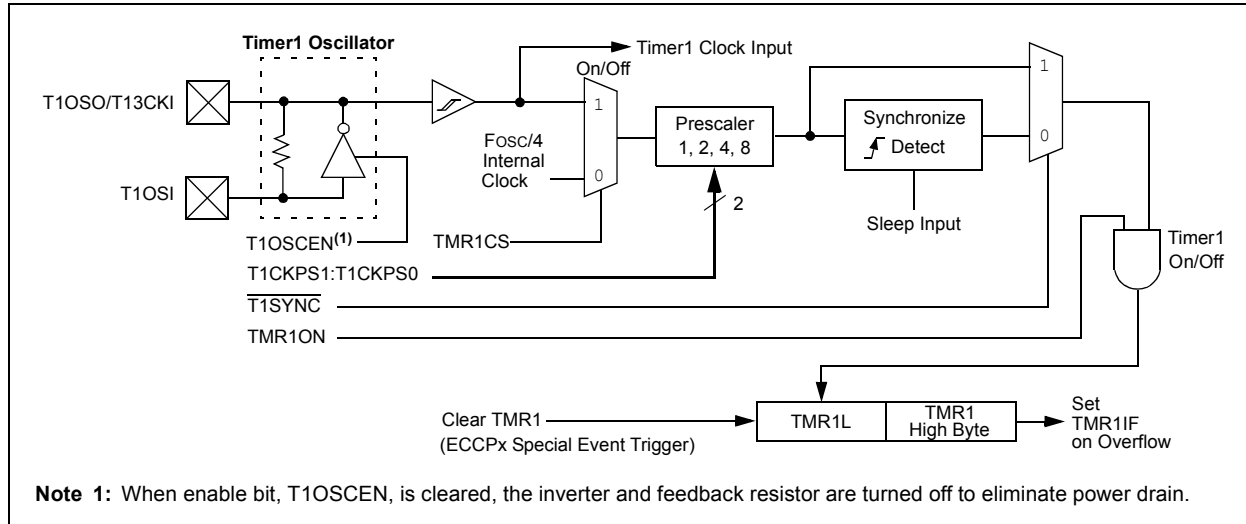 Timer1 Oscillator
Timer1 Clock Input
On/Off
T1OSO/T13CKI
1
1
FOSC/4
Internal
Clock
Prescaler
1, 2, 4, 8
Synchronize
Detect
0
0
T1OSI
2
Sleep Input
T1OSCEN(1)
TMR1CS
Timer1
On/Off
T1CKPS1:T1CKPS0
T1SYNC
TMR1ON
Clear TMR1
(ECCPx Special Event Trigger)
TMR1L
TMR1
High Byte
Set
TMR1IF
on Overflow
Note 1: When enable bit, T1OSCEN, is cleared, the inverter and feedback resistor are turned off to eliminate power drain.